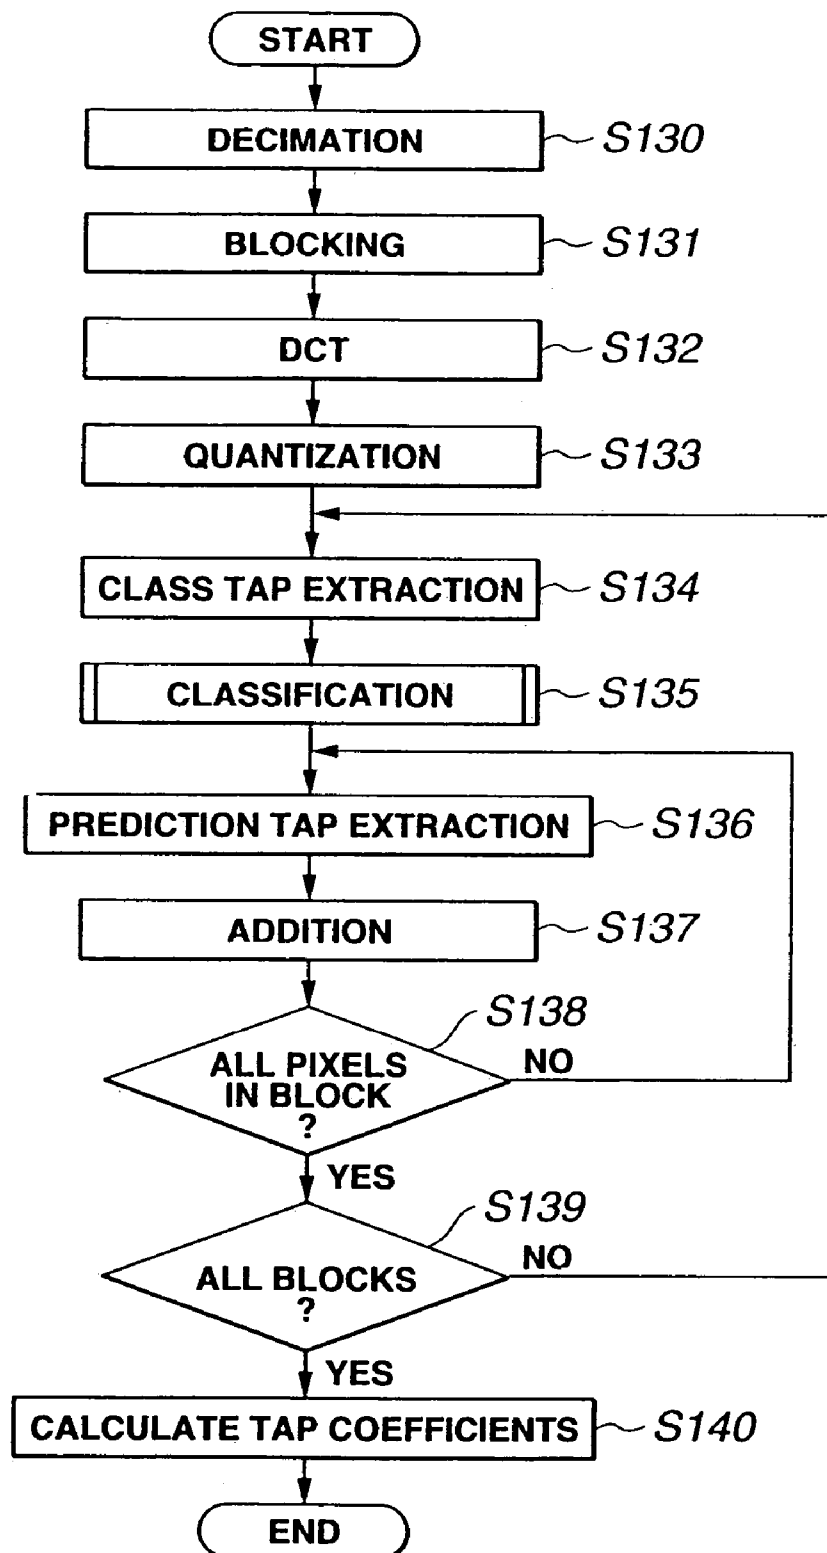 START
DECIMATION
S130
BLOCKING
S131
DCT
S132
QUANTIZATION
S133
CLASS TAP EXTRACTION
S134
CLASSIFICATION
S135
PREDICTION TAP EXTRACTION
S136
ADDITION
S137
S138
ALL PIXELS
IN BLOCK
?
NO
YES
S139
ALL BLOCKS
?
NO
YES
CALCULATE TAP COEFFICIENTS
S140
END